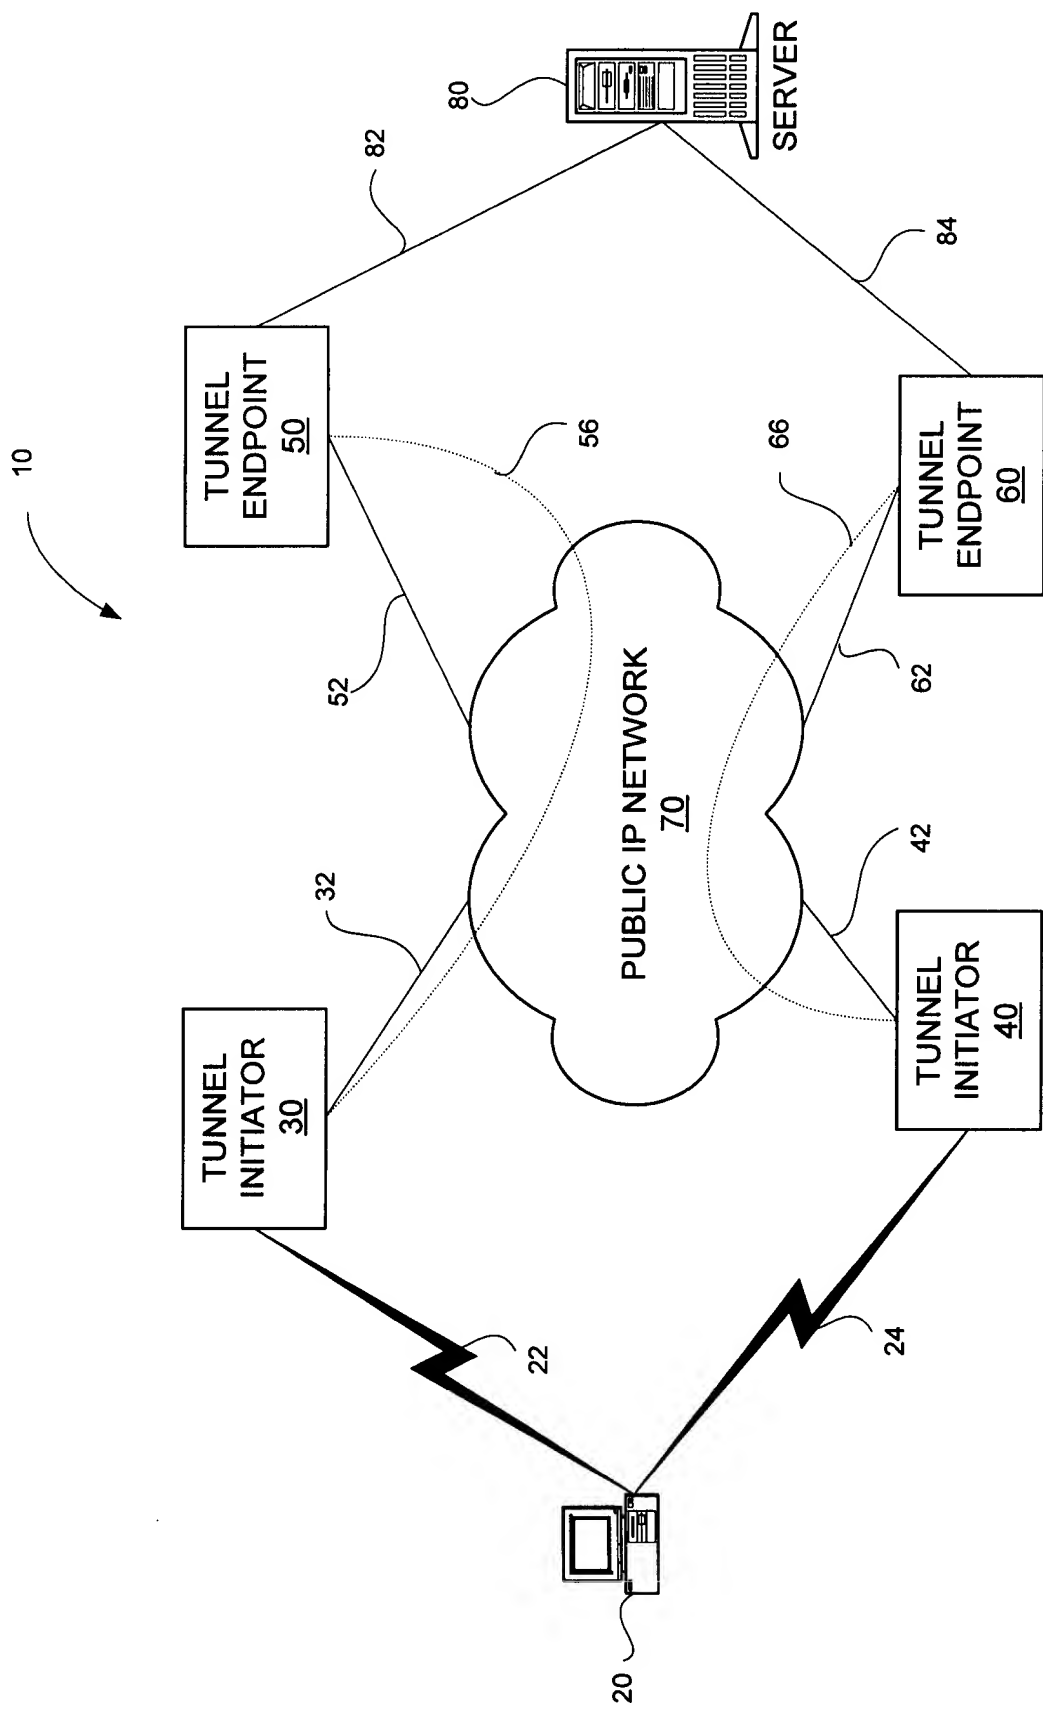 10
TUNNEL
INITIATOR
30
32
52
TUNNEL
ENDPOINT
50
82
80
SERVER
22
56
PUBLIC IP NETWORK
70
66
20
24
TUNNEL
INITIATOR
40
42
62
TUNNEL
ENDPOINT
60
84